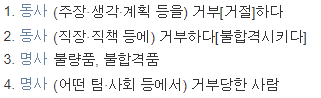 1. 동사 (주장·생각·계획 등을) 거부[거절]하다
2. 동사 (직장·직책 등에) 거부하다[불합격시키다]
3. 명사 불량품, 불합격품
4. 명사 (어떤 팀·사회 등에서) 거부당한 사람